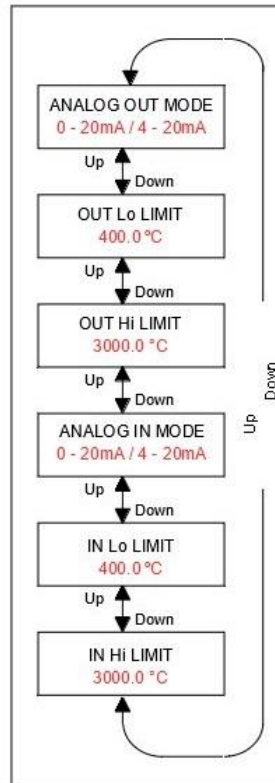 ANALOG OUT MODE
0 - 20mA / 4 - 20mA
Up
Down
OUT Lo LIMIT
400.0°C
Up
Down
OUT Hi LIMIT
3000.0 °C
Up
Down
ANALOG IN MODE
0 - 20mA / 4 - 20mA
Up
Down
IN Lo LIMIT
400.0°C
Up
Down
IN Hi LIMIT
3000.0 °C
Up
Down